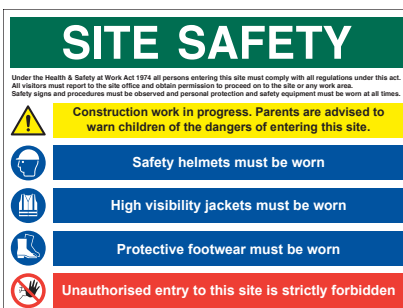 SITE SAFETY
Under the Health & Safety at Work Act 1974 all persons entering this site must comply with all regulations under this act.
All visitors must report to the site office and obtain permission to proceed on to the site or any work area.
Safety signs and procedures must be observed and personal protection and safety equipment must be worn at all times.
Construction work in progress. Parents are advised to
warn children of the dangers of entering this site.
Safety helmets must be worn
High visibility jackets must be worn
Protective footwear must be worn
Unauthorised entry to this site is strictly forbidden